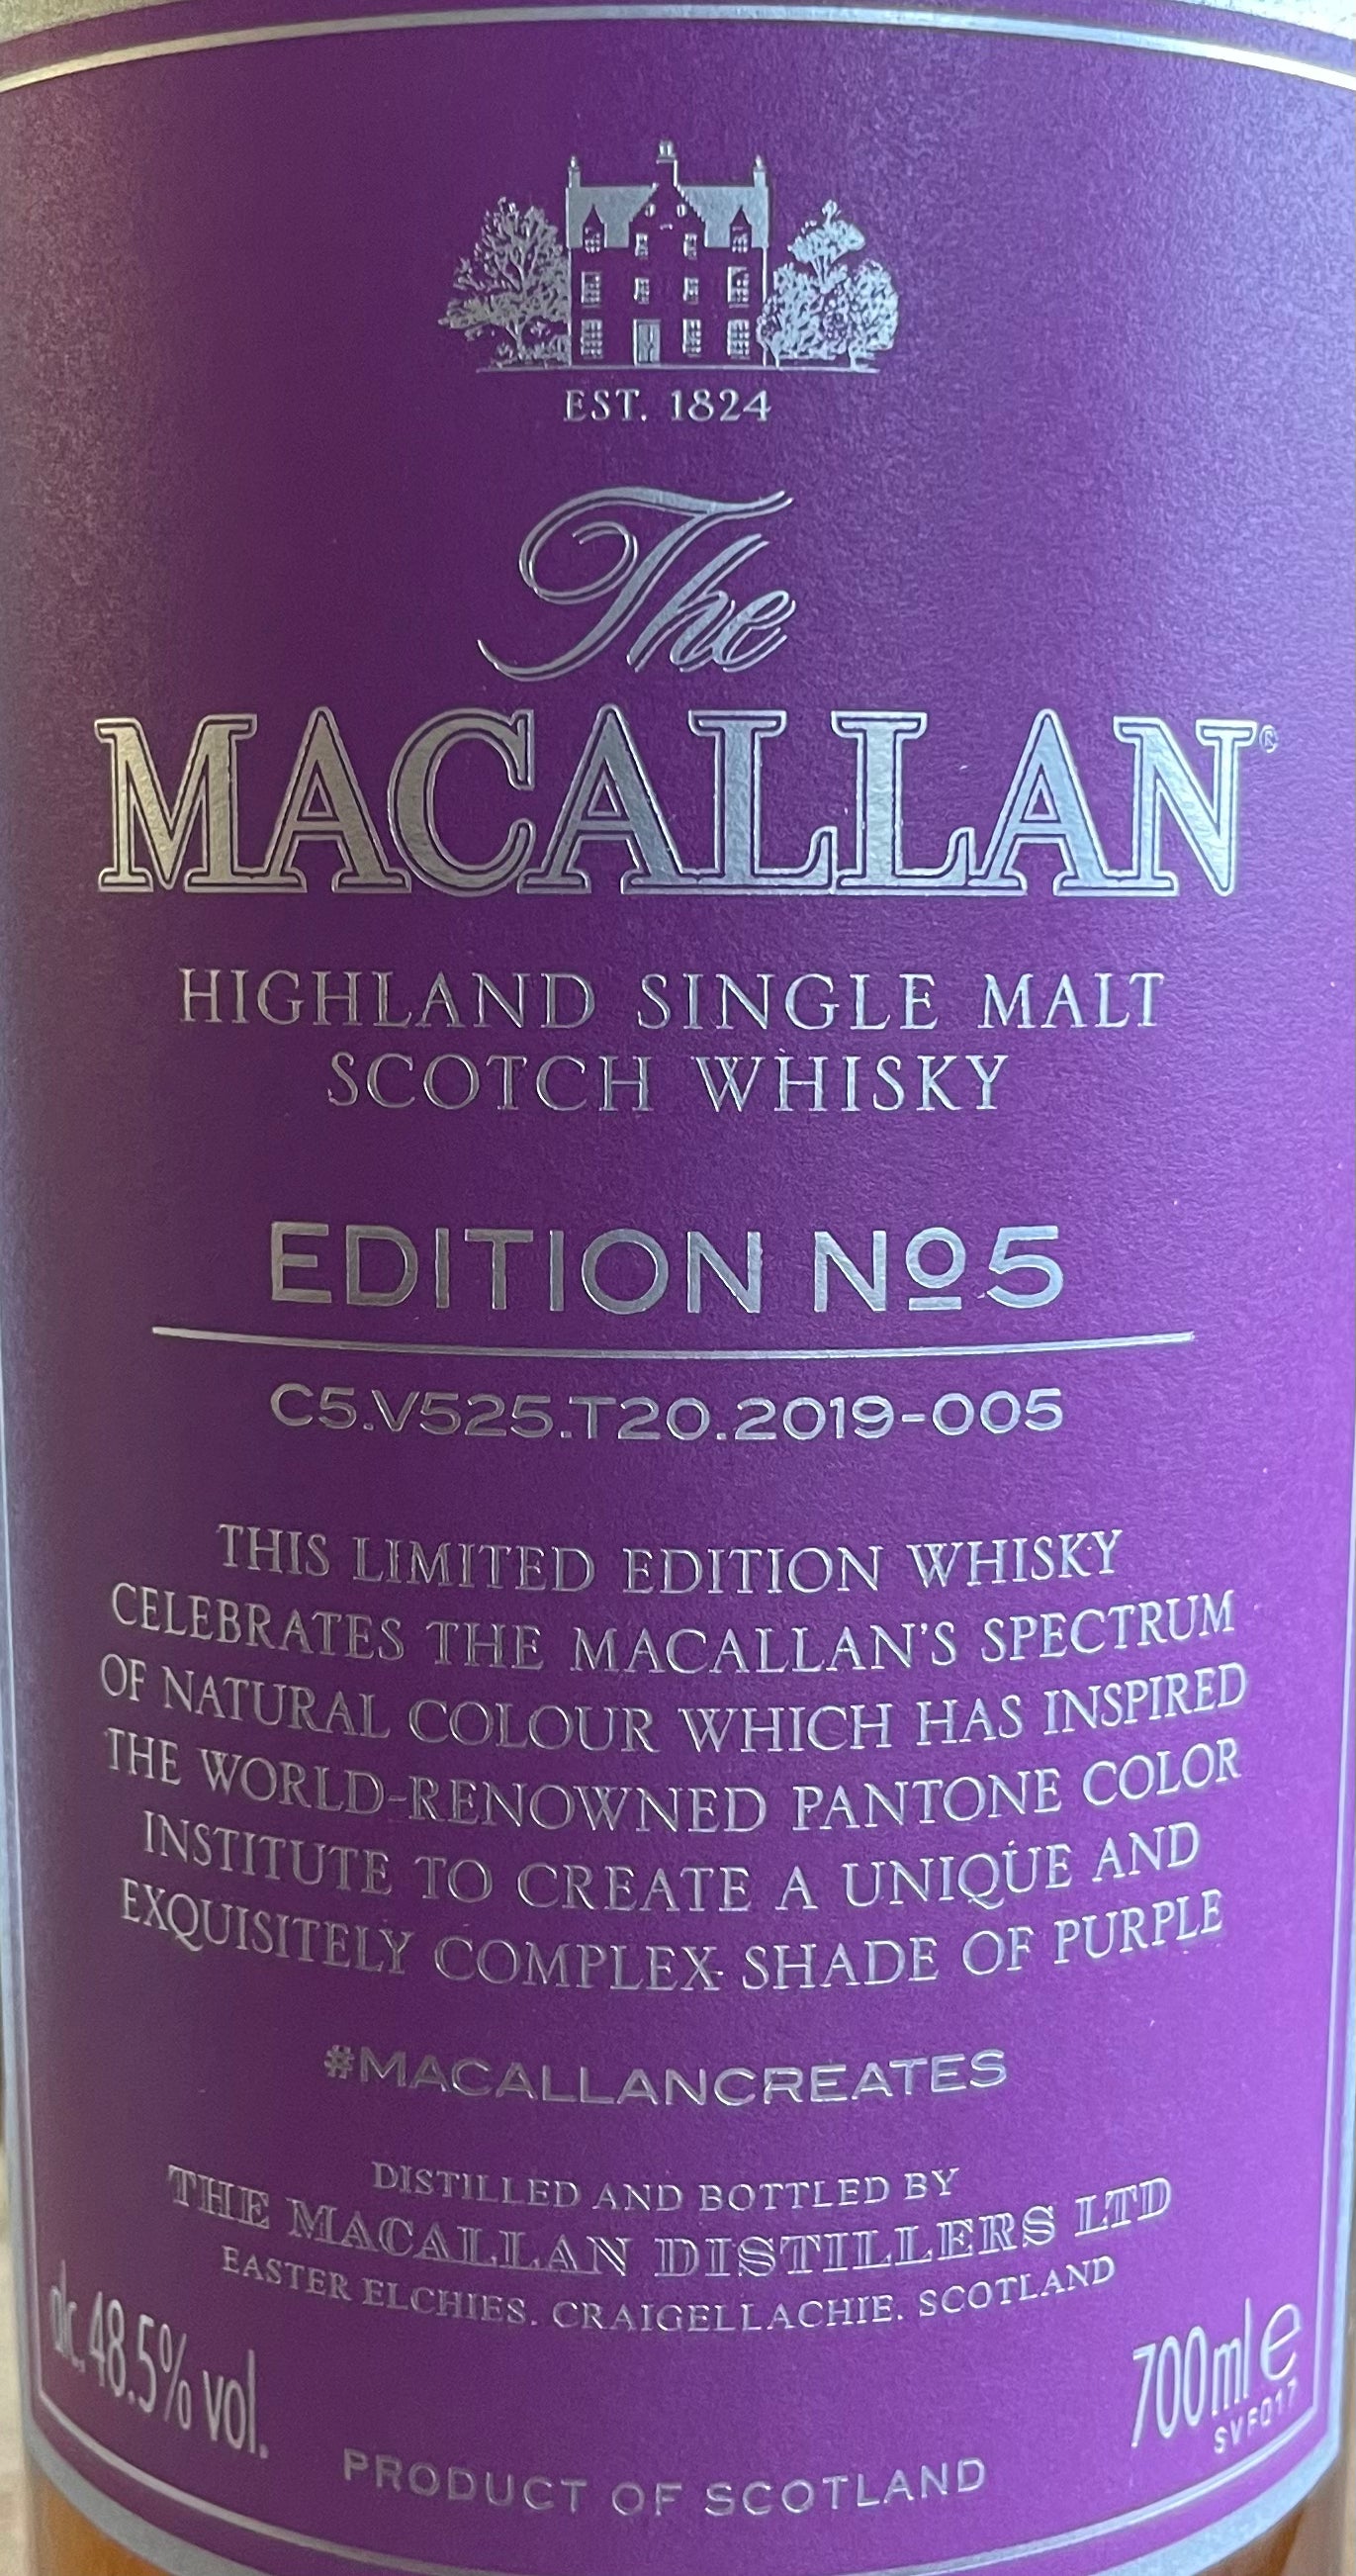 EST. 1824
The
MACALLAN®
HIGHLAND SINGLE MALT
SCOTCH WHISKY
EDITION Nº5
C5.V525.T20.2019-005
THIS LIMITED EDITION WHISKY
CELEBRATES THE MACALLAN'S SPECTRUM
OF NATURAL COLOUR WHICH HAS INSPIRED
THE WORLD-RENOWNED PANTONE COLOR
INSTITUTE TO CREATE A UNIQUE AND
EXQUISITELY COMPLEX SHADE OF PURPLE
#MACALLANCREATES
DISTILLED AND BOTTLED BY
THE MACALLAN DISTILLERS LTD
EASTER ELCHIES. CRAIGELLACHIE. SCOTLAND
alc. 48.5% vol.
700ml e
SVF017
PRODUCT OF SCOTLAND